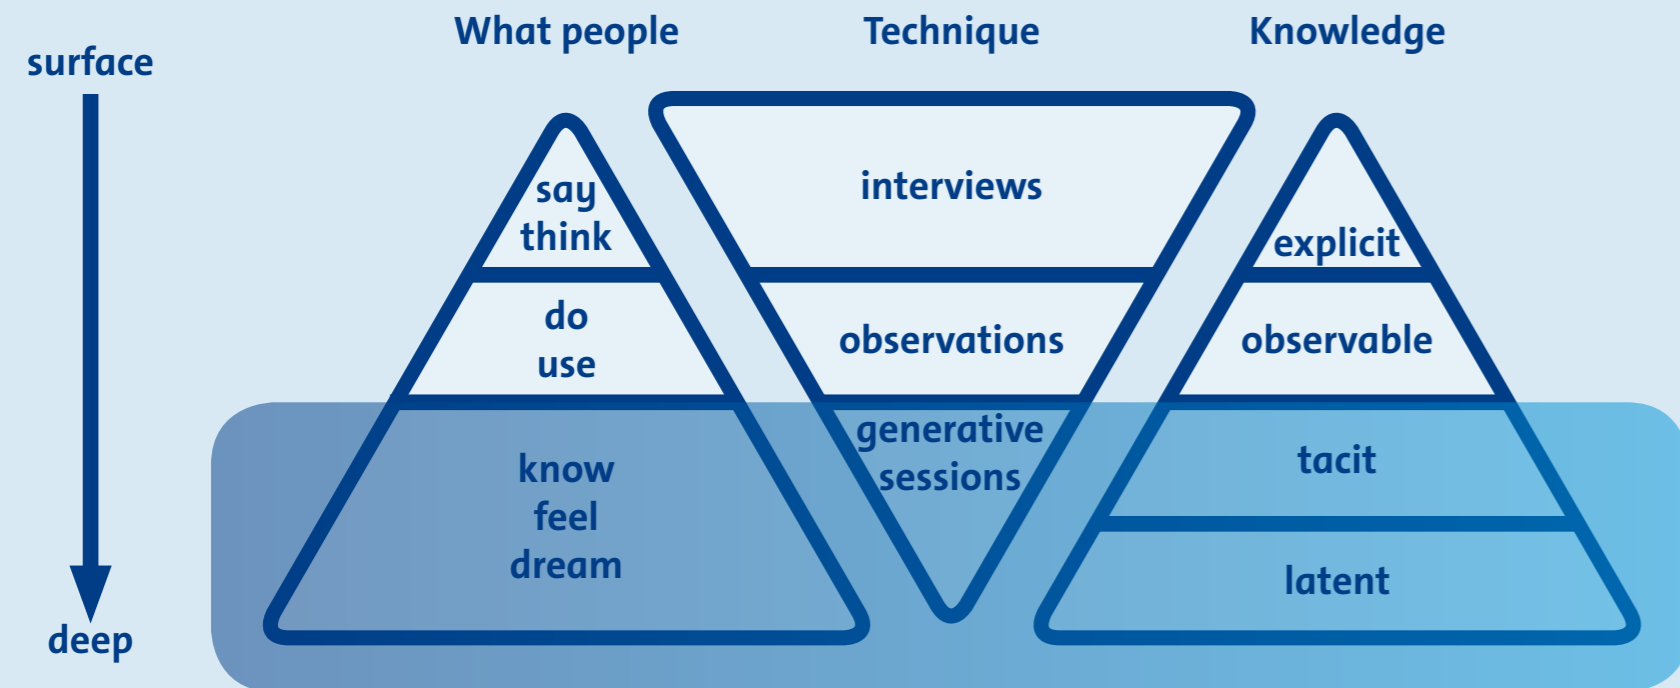 What people
Technique
Knowledge
surface
say
think
interviews
explicit
do
use
observations
observable
know
feel
dream
generative
sessions
tacit
latent
deep